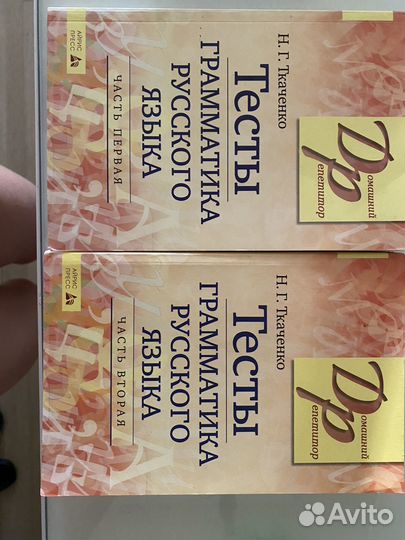 Н. Г. Ткаченко
Тесты
ГРАММАТИКА
РУССКОГО
ЯЗЫКА
ЧАСТЬ ПЕРВАЯ
АЙРИС
ПРЕСС
Домашний
Репетитор
Н. Г. Ткаченко
Тесты
ГРАММАТИКА
РУССКОГО
ЯЗЫКА
ЧАСТЬ ВТОРАЯ
АЙРИС
ПРЕСС
Домашний
Репетитор
Avito